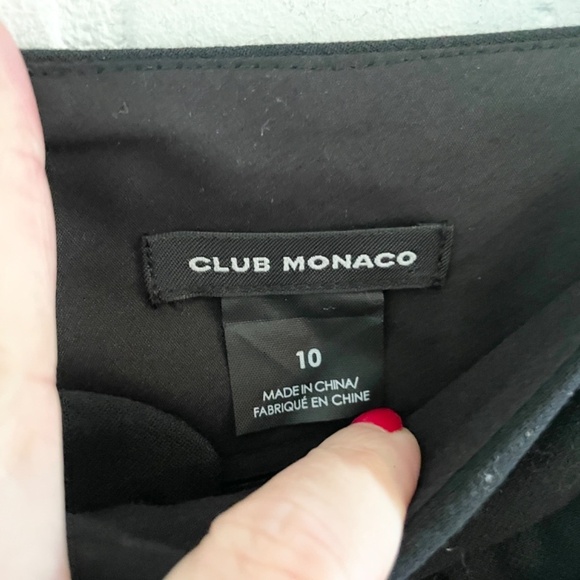 CLUB MONACO
10
MADE IN CHINA/
FABRIQUÉ EN CHINE